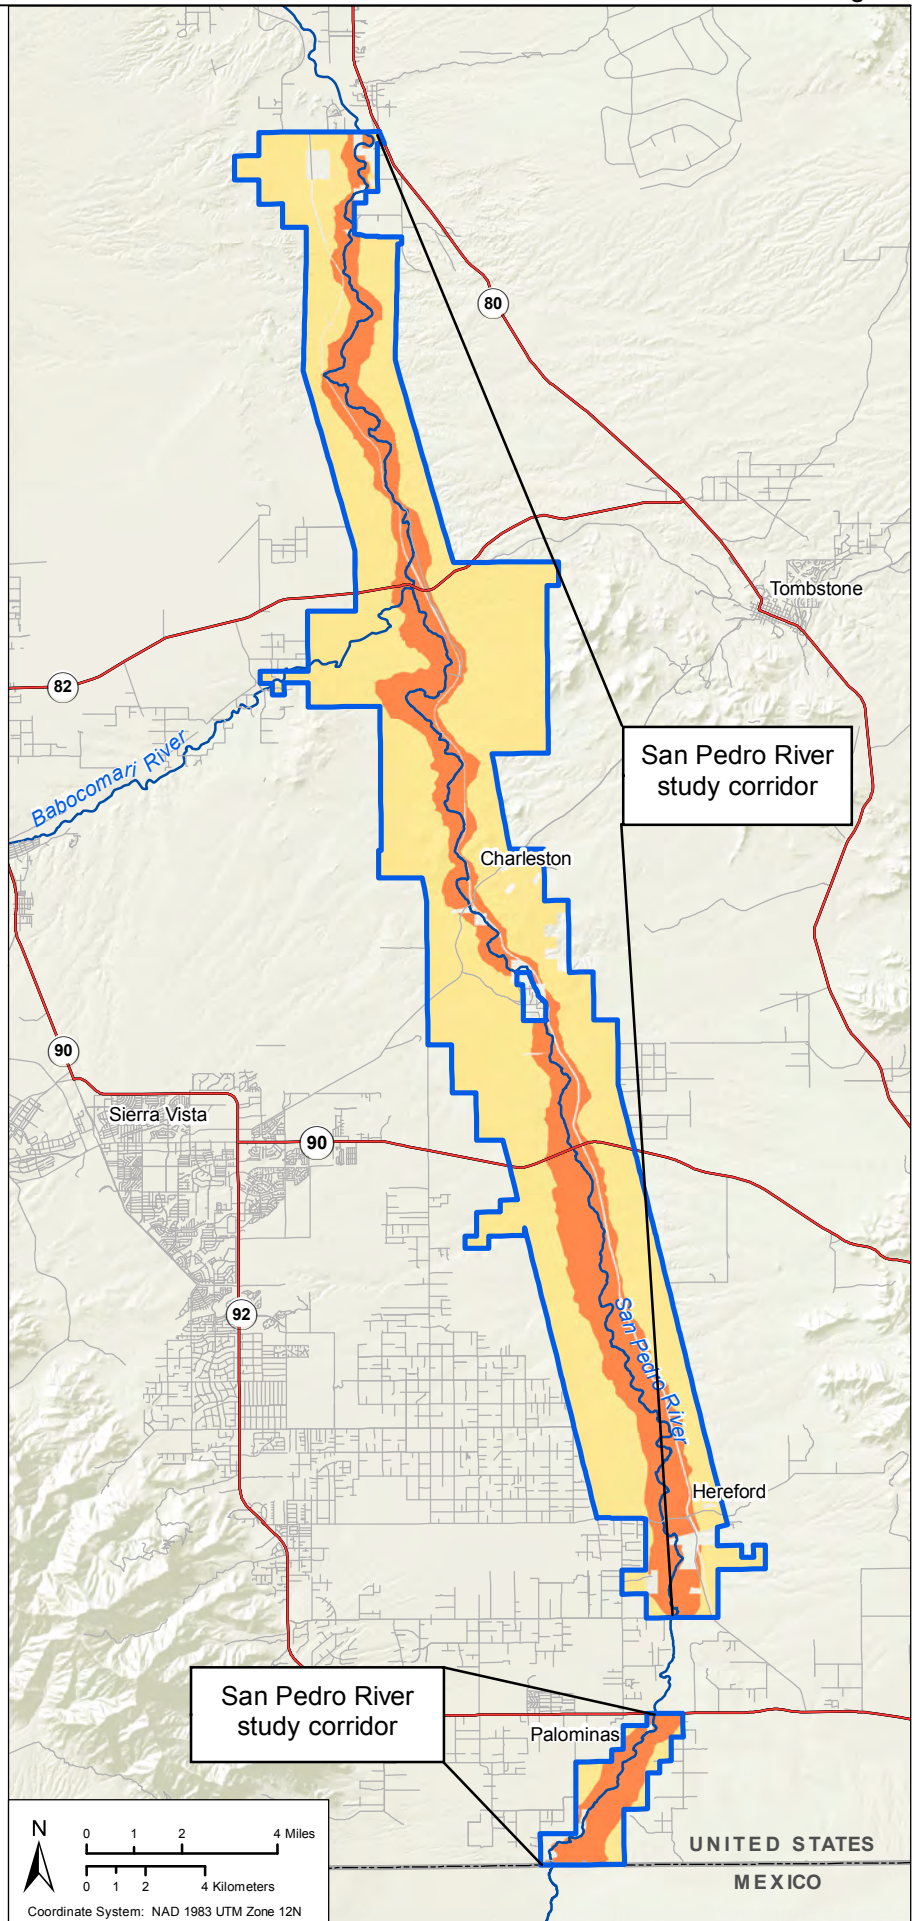 80
Tombstone
82
Babocomari River
San Pedro River
study corridor
Charleston
90
Sierra Vista
90
92
San Pedro River
Hereford
San Pedro River
study corridor
Palominas
N
0 1 2 4 Miles
0 1 2 4 Kilometers
Coordinate System: NAD 1983 UTM Zone 12N
UNITED STATES
MEXICO